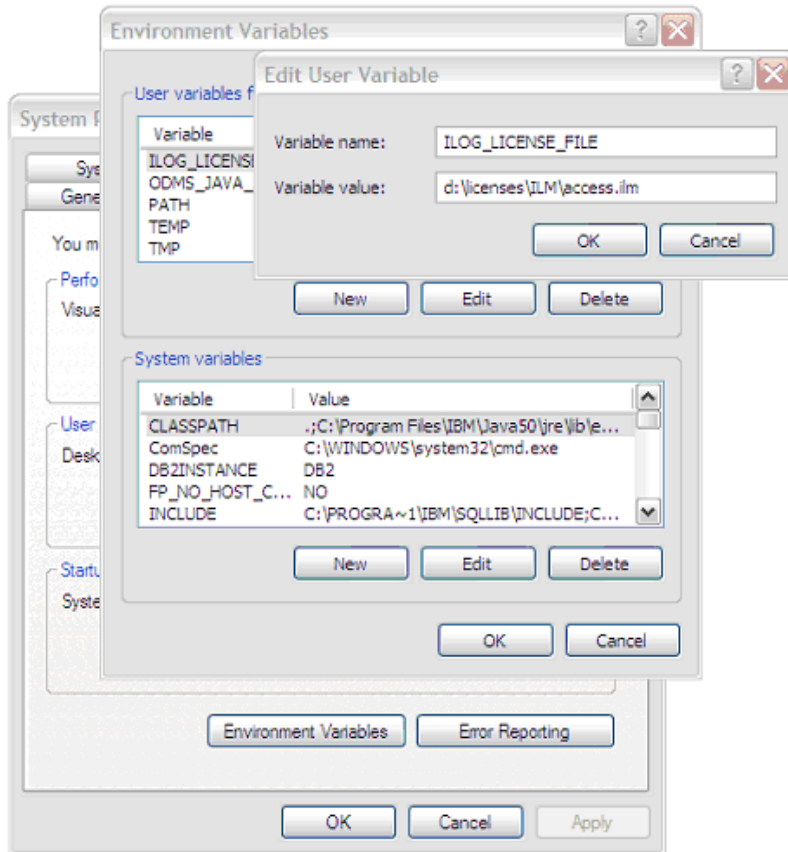 Environment Variables
Edit User Variable
Variable name: ILOG_LICENSE_FILE
Variable value: d:\licenses\ILM\access.ilm
OK Cancel
User variables f
Variable
ILOG_LICENSE
ODMS_JAVA_
PATH
TEMP
TMP
New Edit Delete
System variables
Variable Value
CLASSPATH .;C:\Program Files\IBM\Java50\jre\lib\e...
ComSpec C:\WINDOWS\system32\cmd.exe
DB2INSTANCE DB2
FP_NO_HOST_C... NO
INCLUDE C:\PROGRA~1\IBM\SQLLIB\INCLUDE;C...
New Edit Delete
OK Cancel
System P
Sys
Gene
You m
Perfo
Visua
User
Desk
Startu
Syste
Environment Variables Error Reporting
OK Cancel Apply